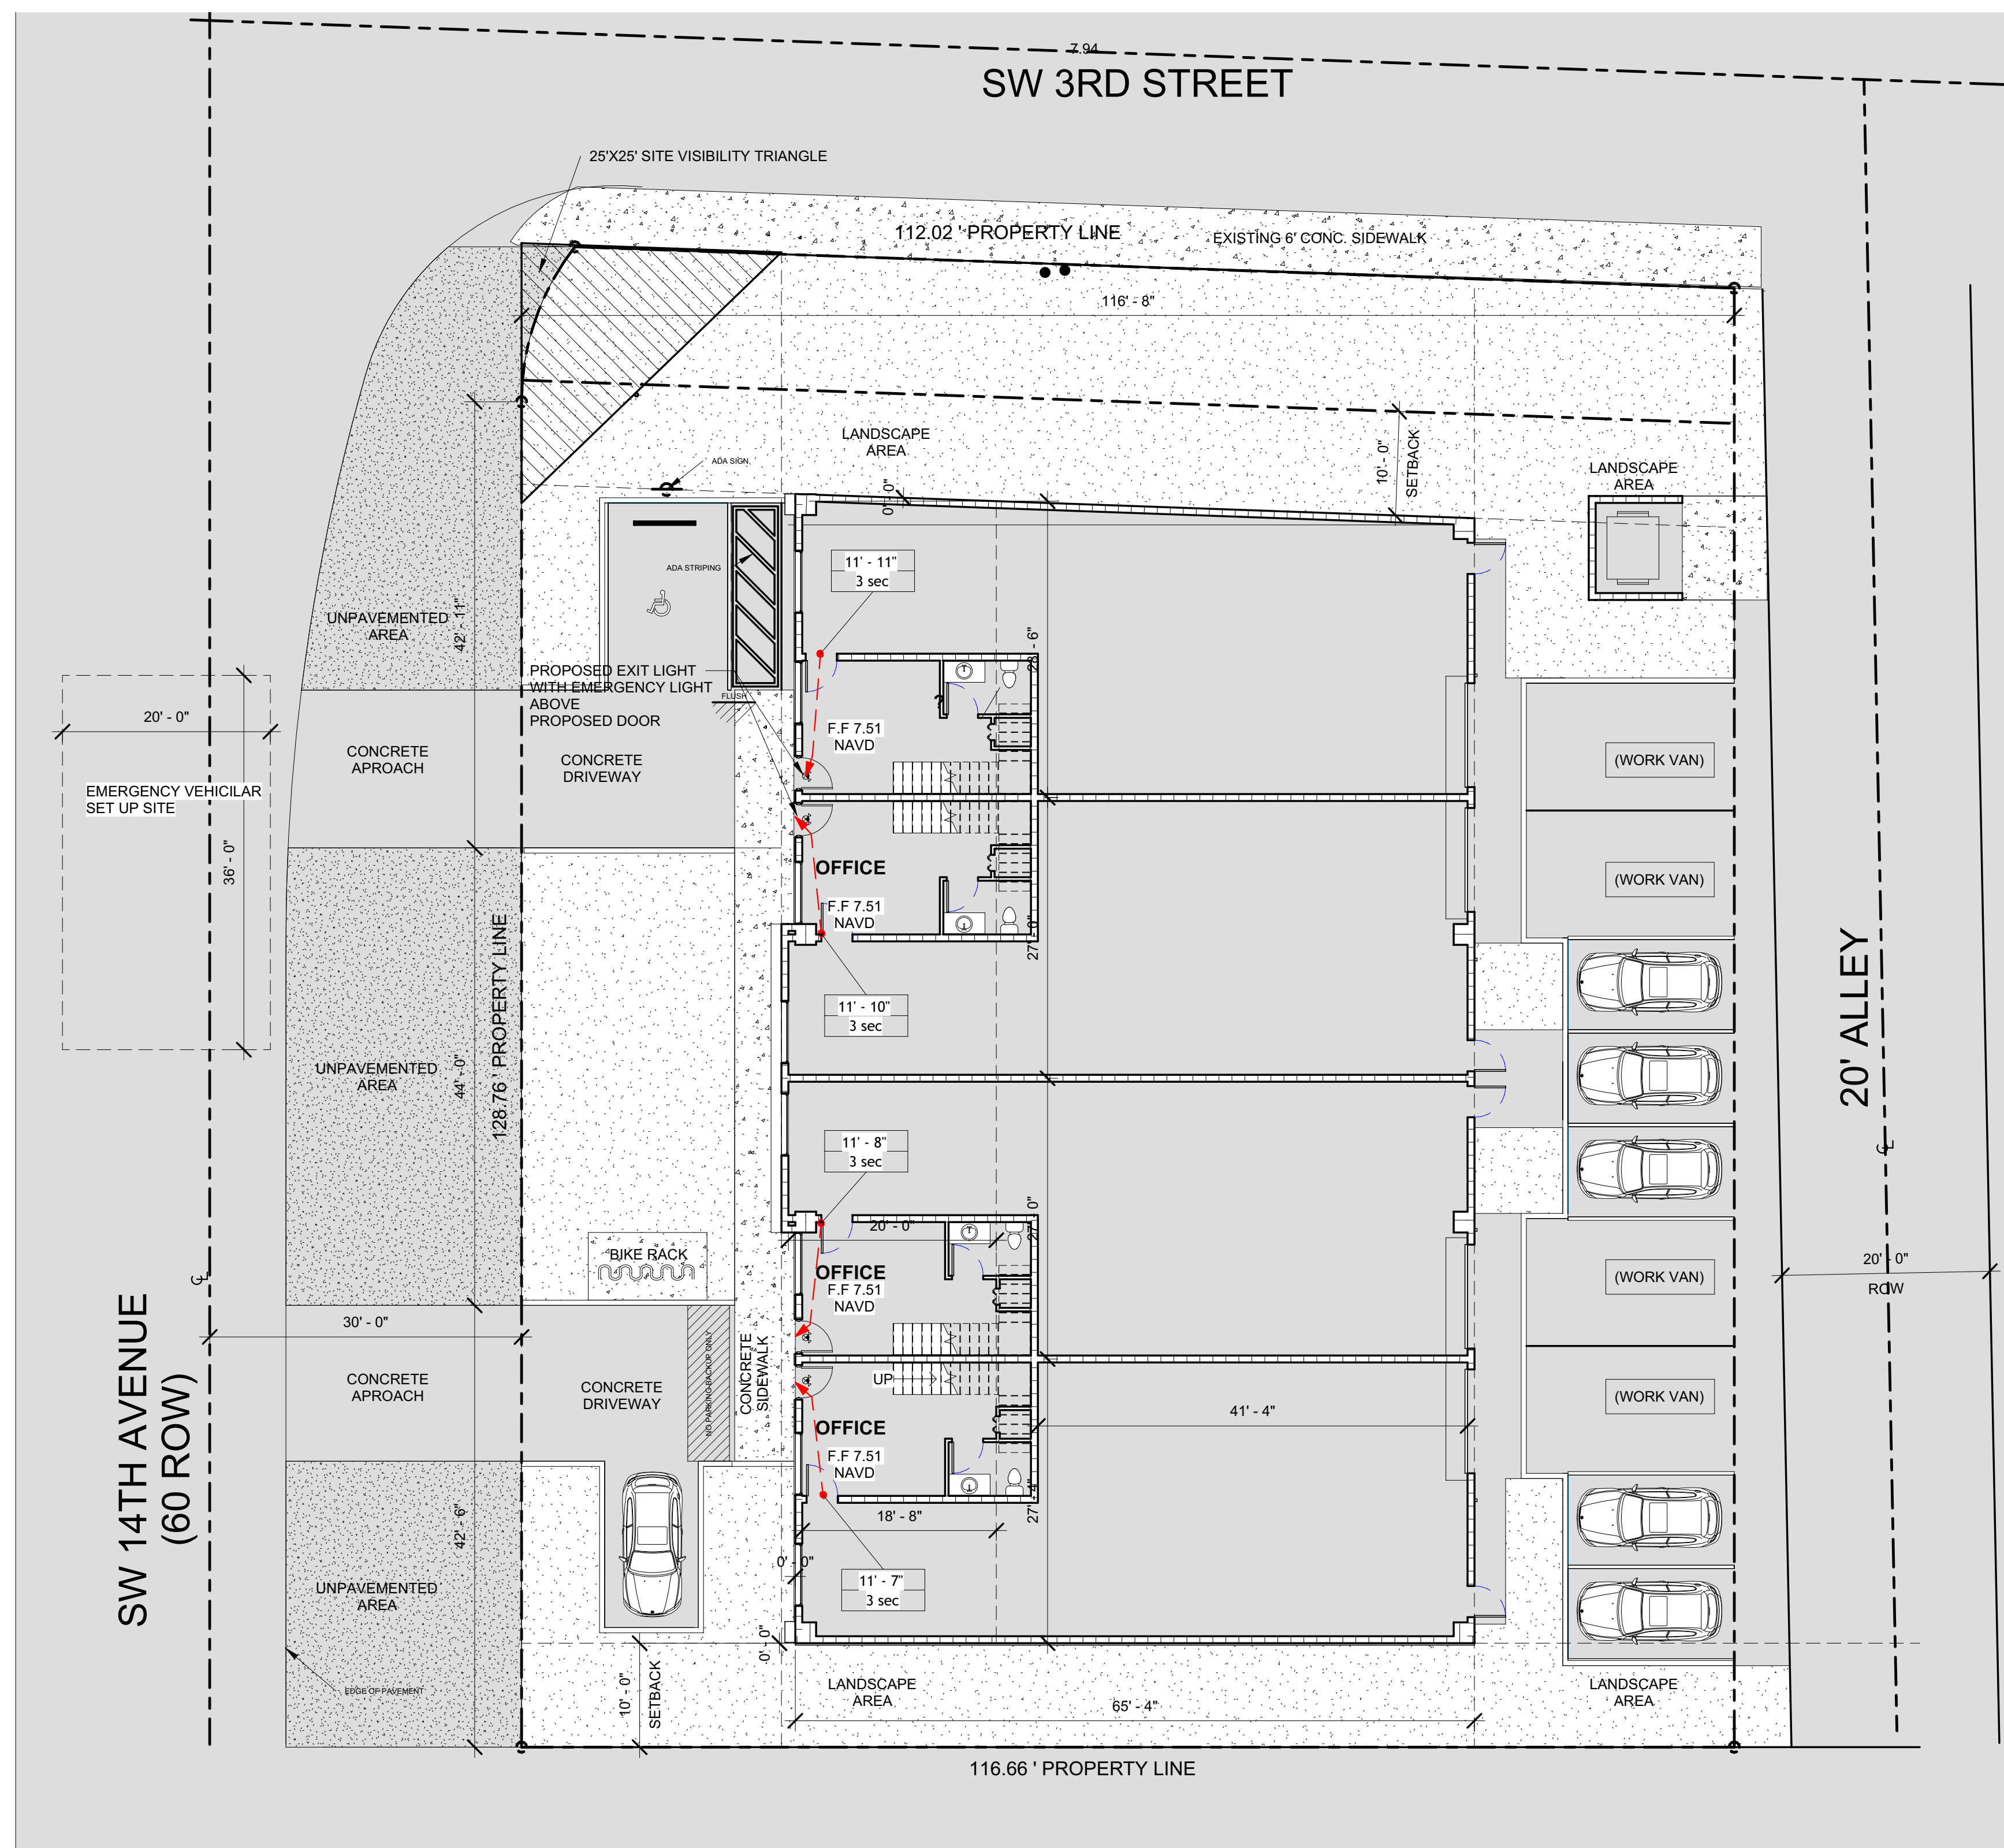 7.94
SW 3RD STREET
25'X25' SITE VISIBILITY TRIANGLE
112.02 ' PROPERTY LINE
EXISTING 6' CONC. SIDEWALK
116' - 8"
LANDSCAPE
AREA
10' - 0"
SETBACK
LANDSCAPE
AREA
ADA SIGN
0' - 0"
ADA STRIPING
11' - 11"
3 sec
UNPAVEMENTED
AREA
42' - 11"
28' - 6"
PROPOSED EXIT LIGHT
WITH EMERGENCY LIGHT
ABOVE
PROPOSED DOOR
FLUSH
20' - 0"
F.F 7.51
NAVD
?
CONCRETE
APROACH
CONCRETE
DRIVEWAY
(WORK VAN)
EMERGENCY VEHICILAR
SET UP SITE
36' - 0"
OFFICE
F.F 7.51
NAVD
(WORK VAN)
27' - 0"
128.76 ' PROPERTY LINE
11' - 10"
3 sec
20' ALLEY
UNPAVEMENTED
AREA
44' - 0"
11' - 8"
3 sec
20' - 0"
27' - 0"
BIKE RACK
OFFICE
F.F 7.51
NAVD
(WORK VAN)
20' - 0"
ROW
SW 14TH AVENUE
(60 ROW)
30' - 0"
NO PARKING BACKUP ONLY
CONCRETE
SIDEWALK
CONCRETE
APROACH
CONCRETE
DRIVEWAY
UP
OFFICE
F.F 7.51
NAVD
41' - 4"
(WORK VAN)
27' - 4"
18' - 8"
42' - 6"
0' - 0"
11' - 7"
3 sec
UNPAVEMENTED
AREA
0' - 0"
EDGE OF PAVEMENT
10' - 0"
SETBACK
LANDSCAPE
AREA
65' - 4"
LANDSCAPE
AREA
116.66 ' PROPERTY LINE